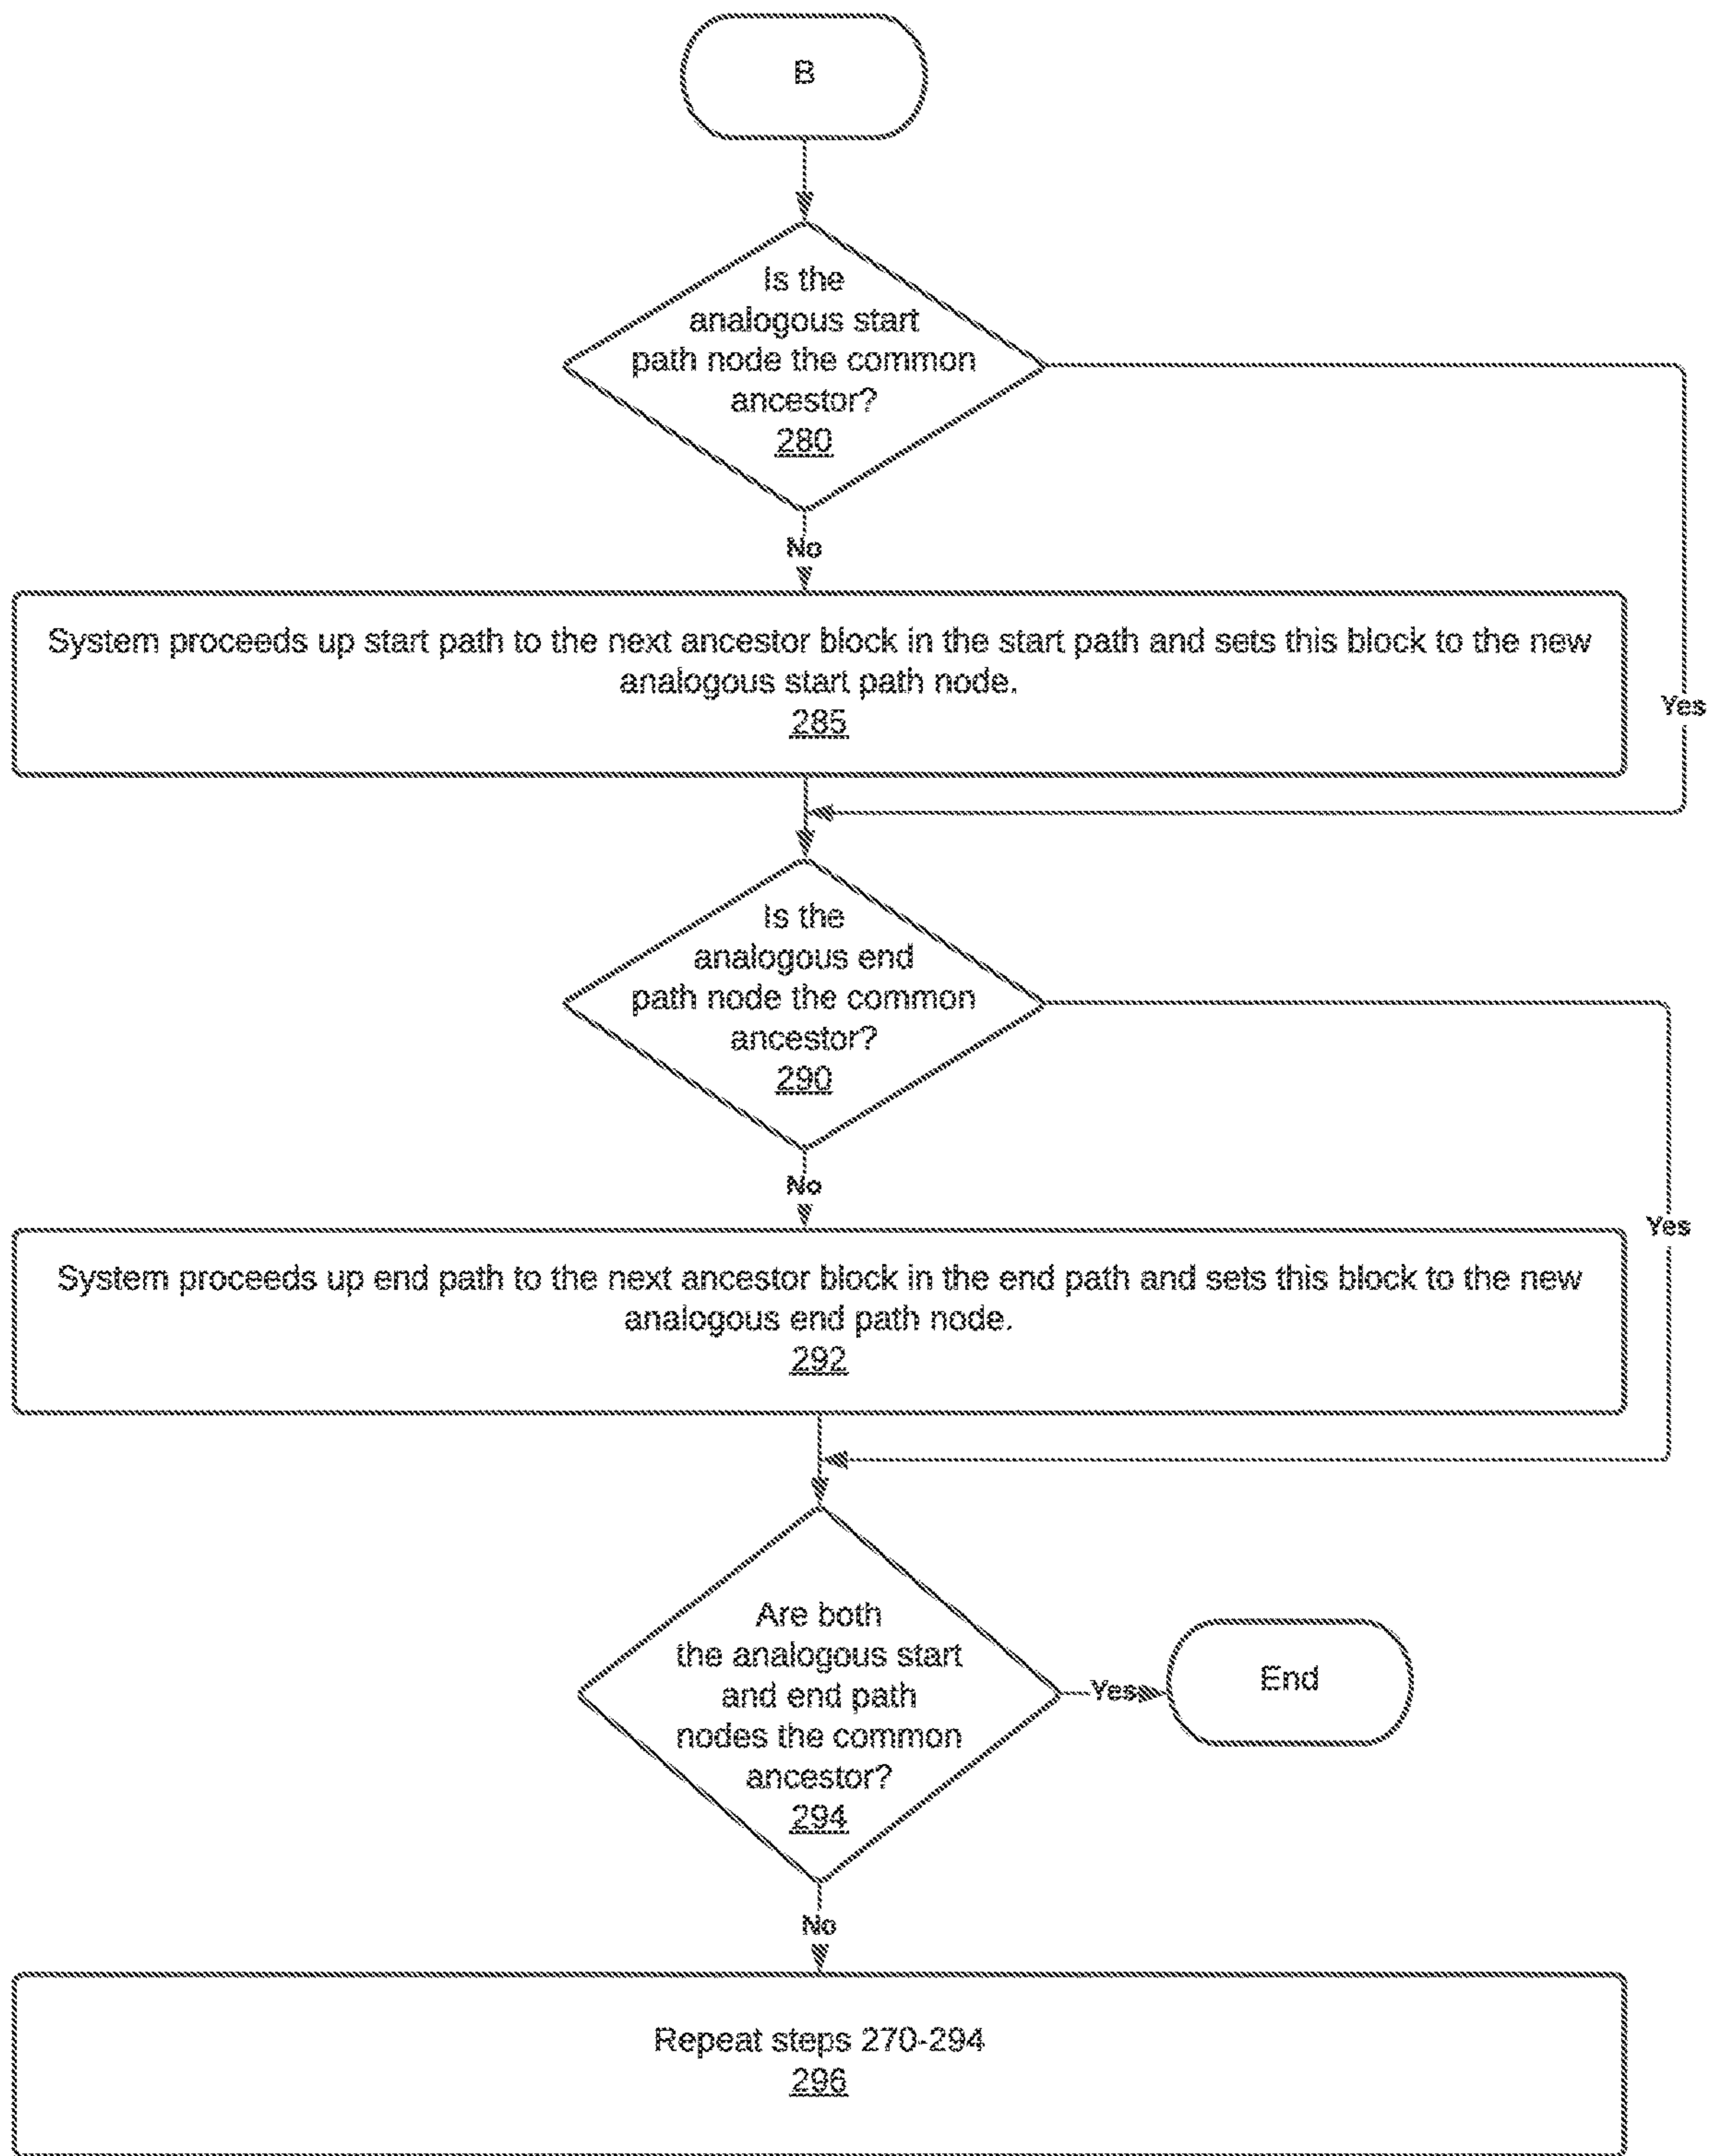 B
Is the
analogous start
path node the common
ancestor?
280
No
System proceeds up start path to the next ancestor block in the start path and sets this block to the new
analogous start path node.
285
Yes
Is the
analogous end
path node the common
ancestor?
290
No
Yes
System proceeds up end path to the next ancestor block in the end path and sets this block to the new
analogous end path node.
292
Are both
the analogous start
and end path
nodes the common
ancestor?
294
Yes
End
No
Repeat steps 270-294
296